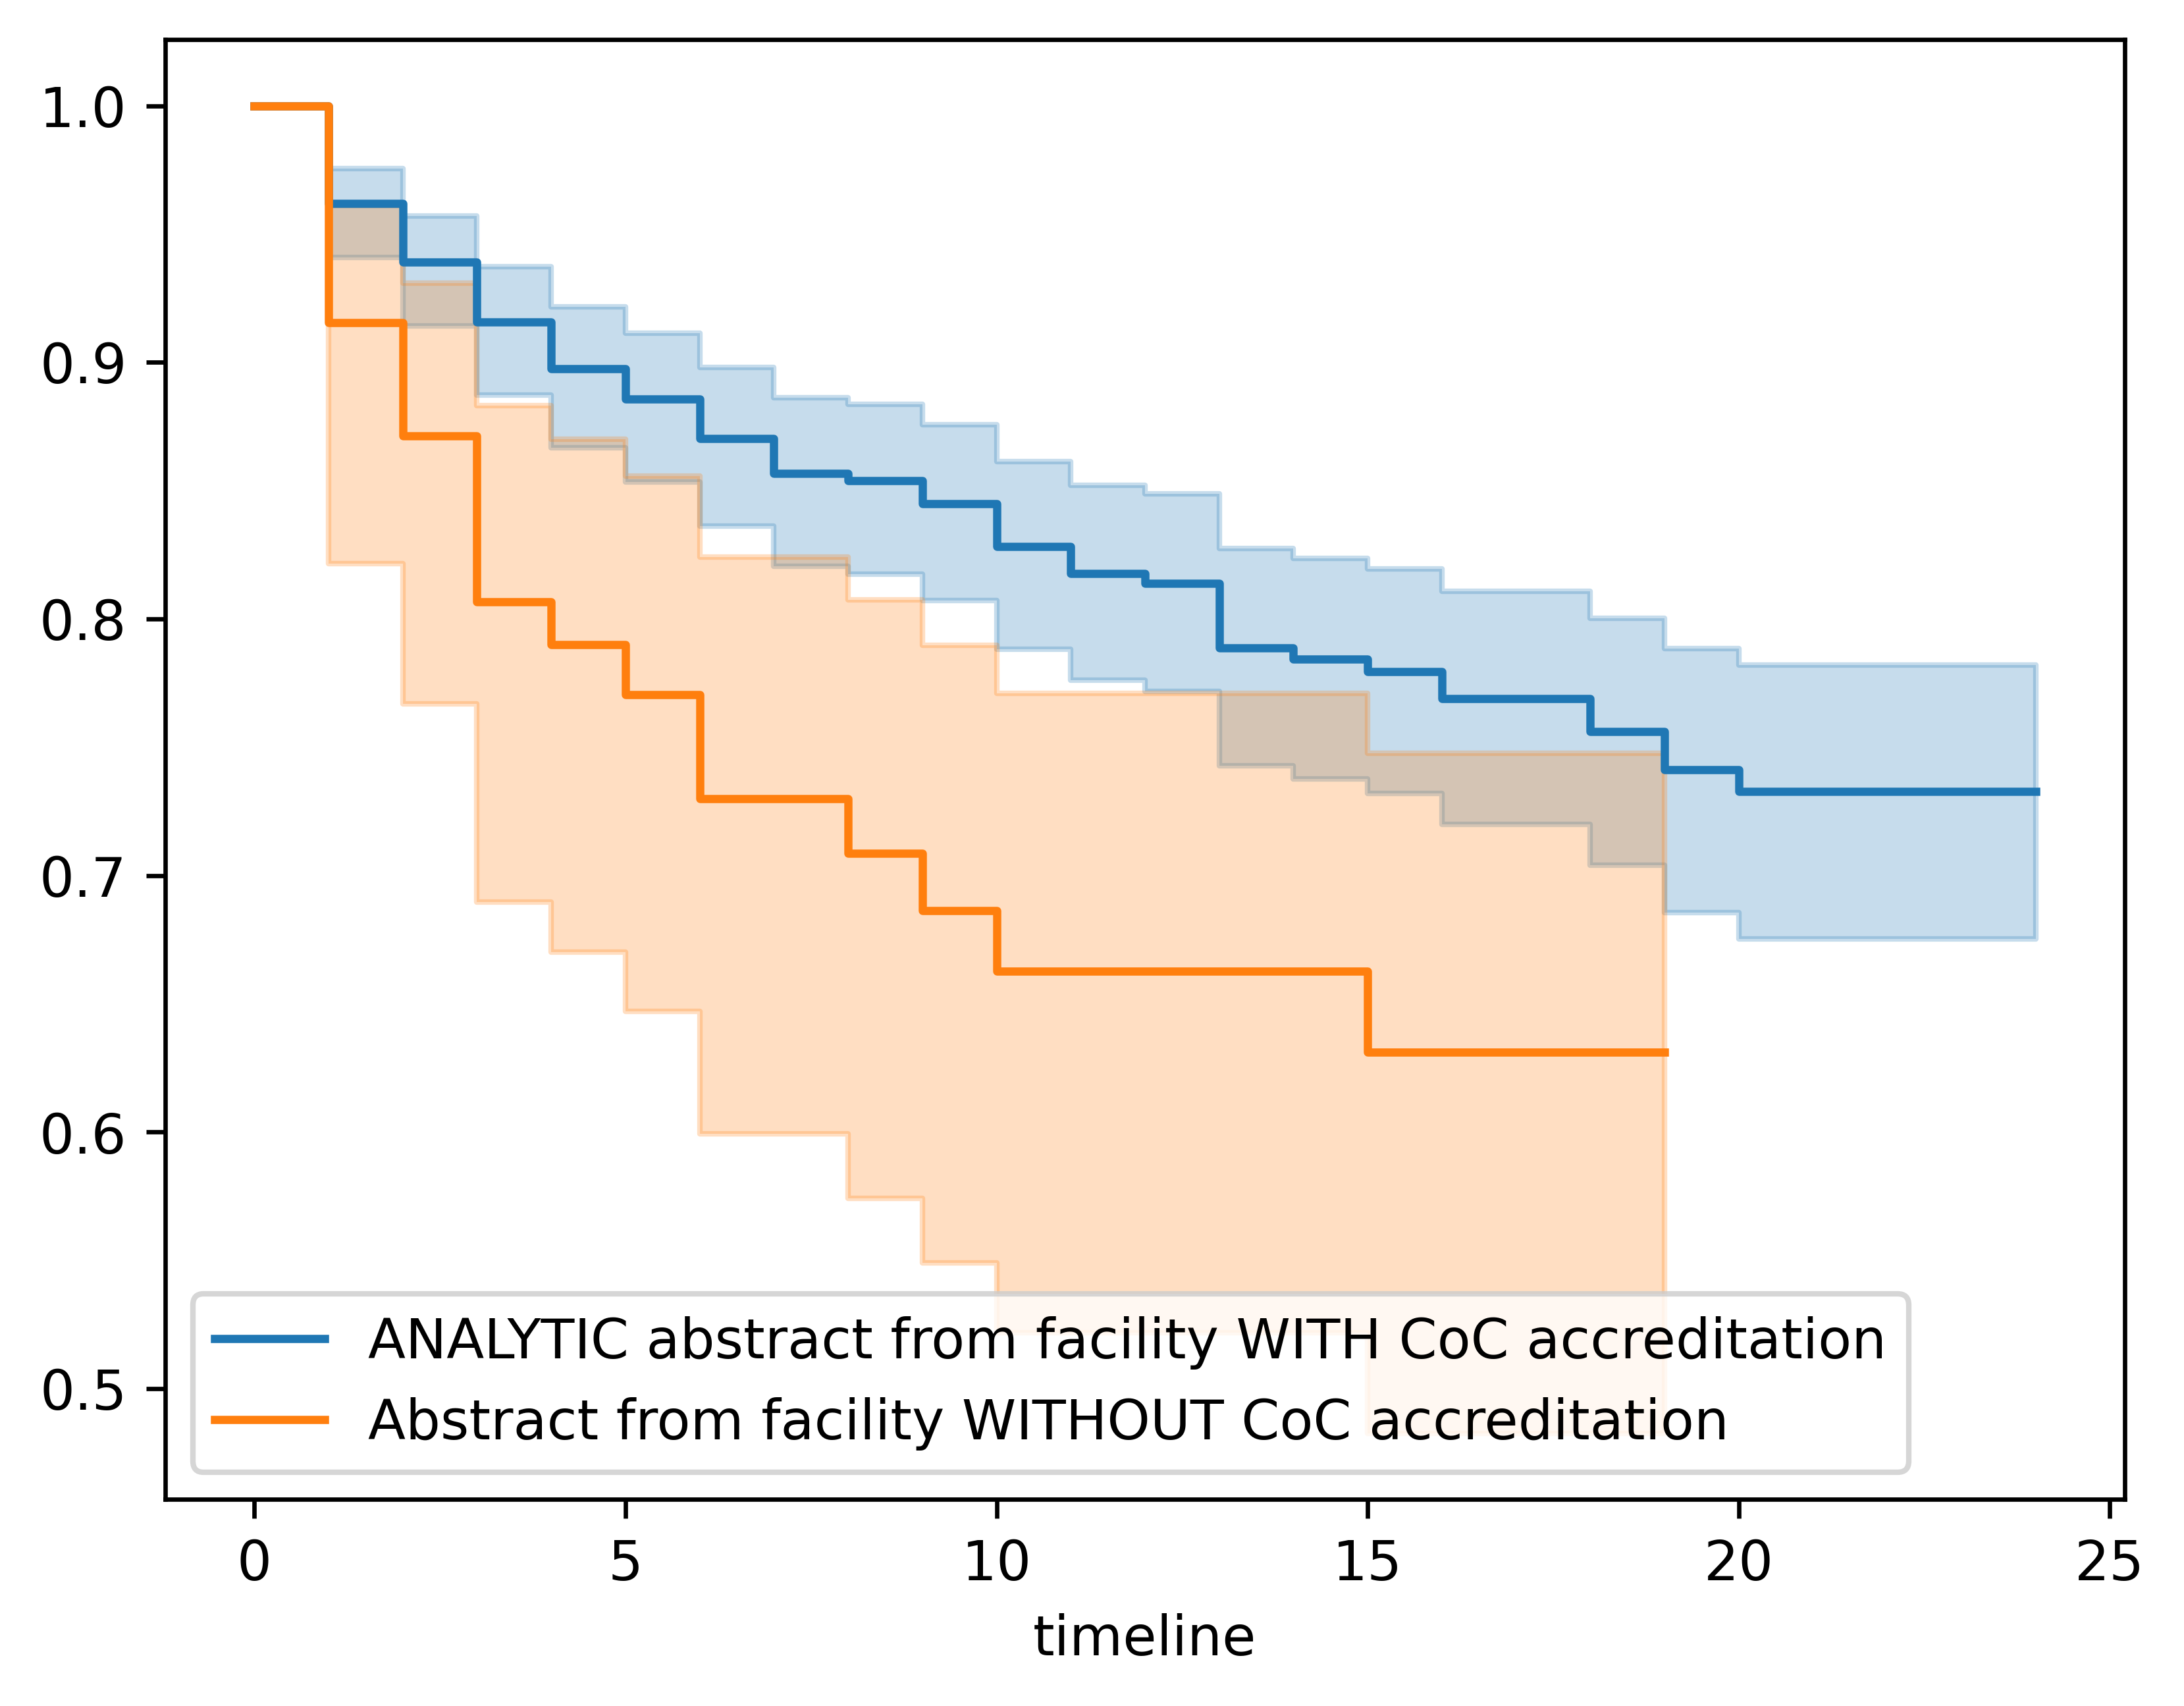 1.0
0.9
0.8
0.7
0.6
0.5
ANALYTIC abstract from facility WITH CoC accreditation
Abstract from facility WITHOUT CoC accreditation
0 5 10 15 20 25
timeline